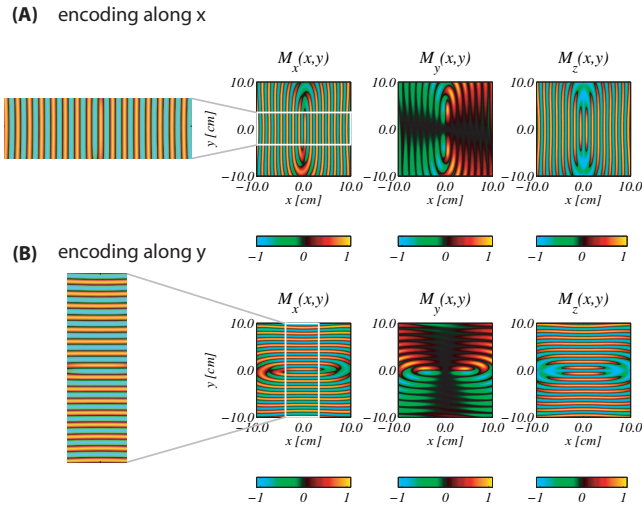 (A) encoding along x
M_x(x,y) M_y(x,y) M_z(x,y)
10.0 10.0 10.0
y [cm]
0.0 0.0 0.0
−10.0 −10.0 −10.0
−10.0 0.0 10.0 −10.0 0.0 10.0 −10.0 0.0 10.0
x [cm] x [cm] x [cm]
−1 0 1 −1 0 1 −1 0 1
(B) encoding along y
M_x(x,y) M_y(x,y) M_z(x,y)
10.0 10.0 10.0
y [cm]
0.0 0.0 0.0
−10.0 −10.0 −10.0
−10.0 0.0 10.0 −10.0 0.0 10.0 −10.0 0.0 10.0
x [cm] x [cm] x [cm]
−1 0 1 −1 0 1 −1 0 1